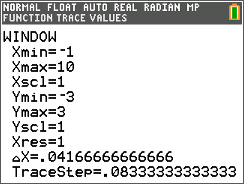 NORMAL FLOAT AUTO REAL RADIAN MP
FUNCTION TRACE VALUES
WINDOW
Xmin=-1
Xmax=10
Xscl=1
Ymin=-3
Ymax=3
Yscl=1
Xres=1
△X=.04166666666666
TraceStep=.08333333333333